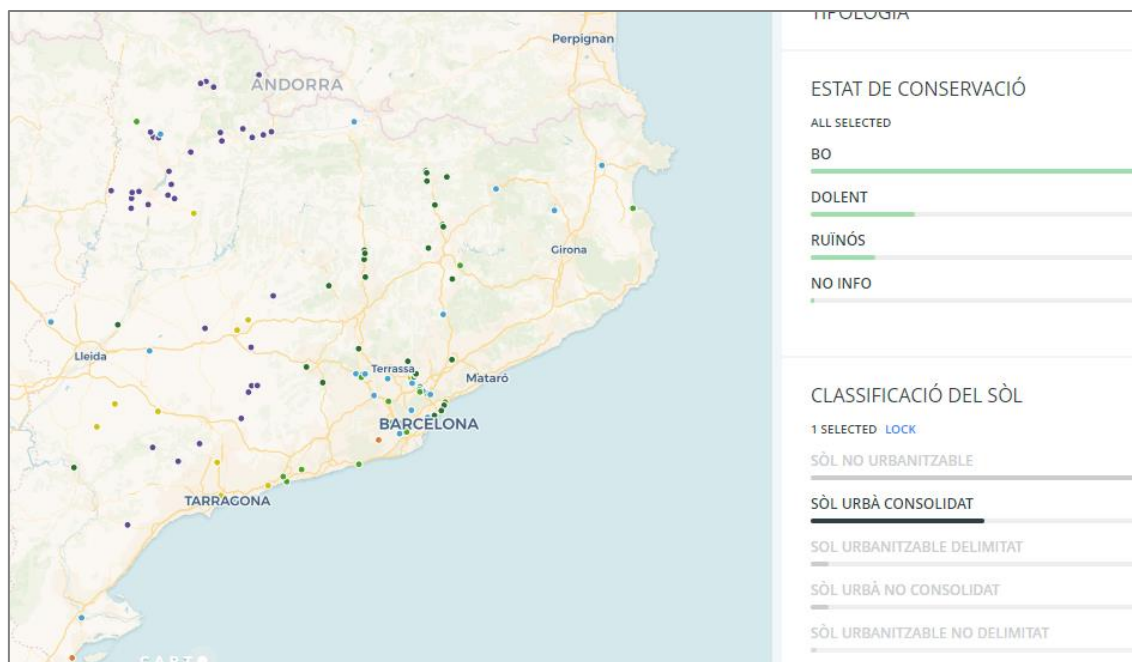 Perpignan
ANDORRA
Girona
Lleida
Terrassa
Mataró
BARCELONA
TARRAGONA
CARTO
TIPOLOGIA
ESTAT DE CONSERVACIÓ
ALL SELECTED
BO
DOLENT
RUÏNÓS
NO INFO
CLASSIFICACIÓ DEL SÒL
1 SELECTED LOCK
SÒL NO URBANITZABLE
SÒL URBÀ CONSOLIDAT
SOL URBANITZABLE DELIMITAT
SÒL URBÀ NO CONSOLIDAT
SÒL URBANITZABLE NO DELIMITAT